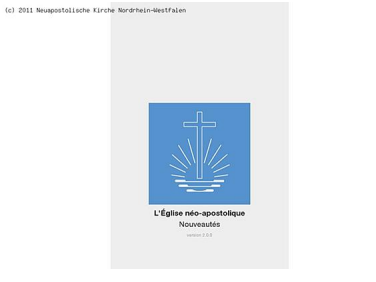 (c) 2011 Neuapostolische Kirche Nordrhein-Westfalen
L'Église néo-apostolique
Nouveautés